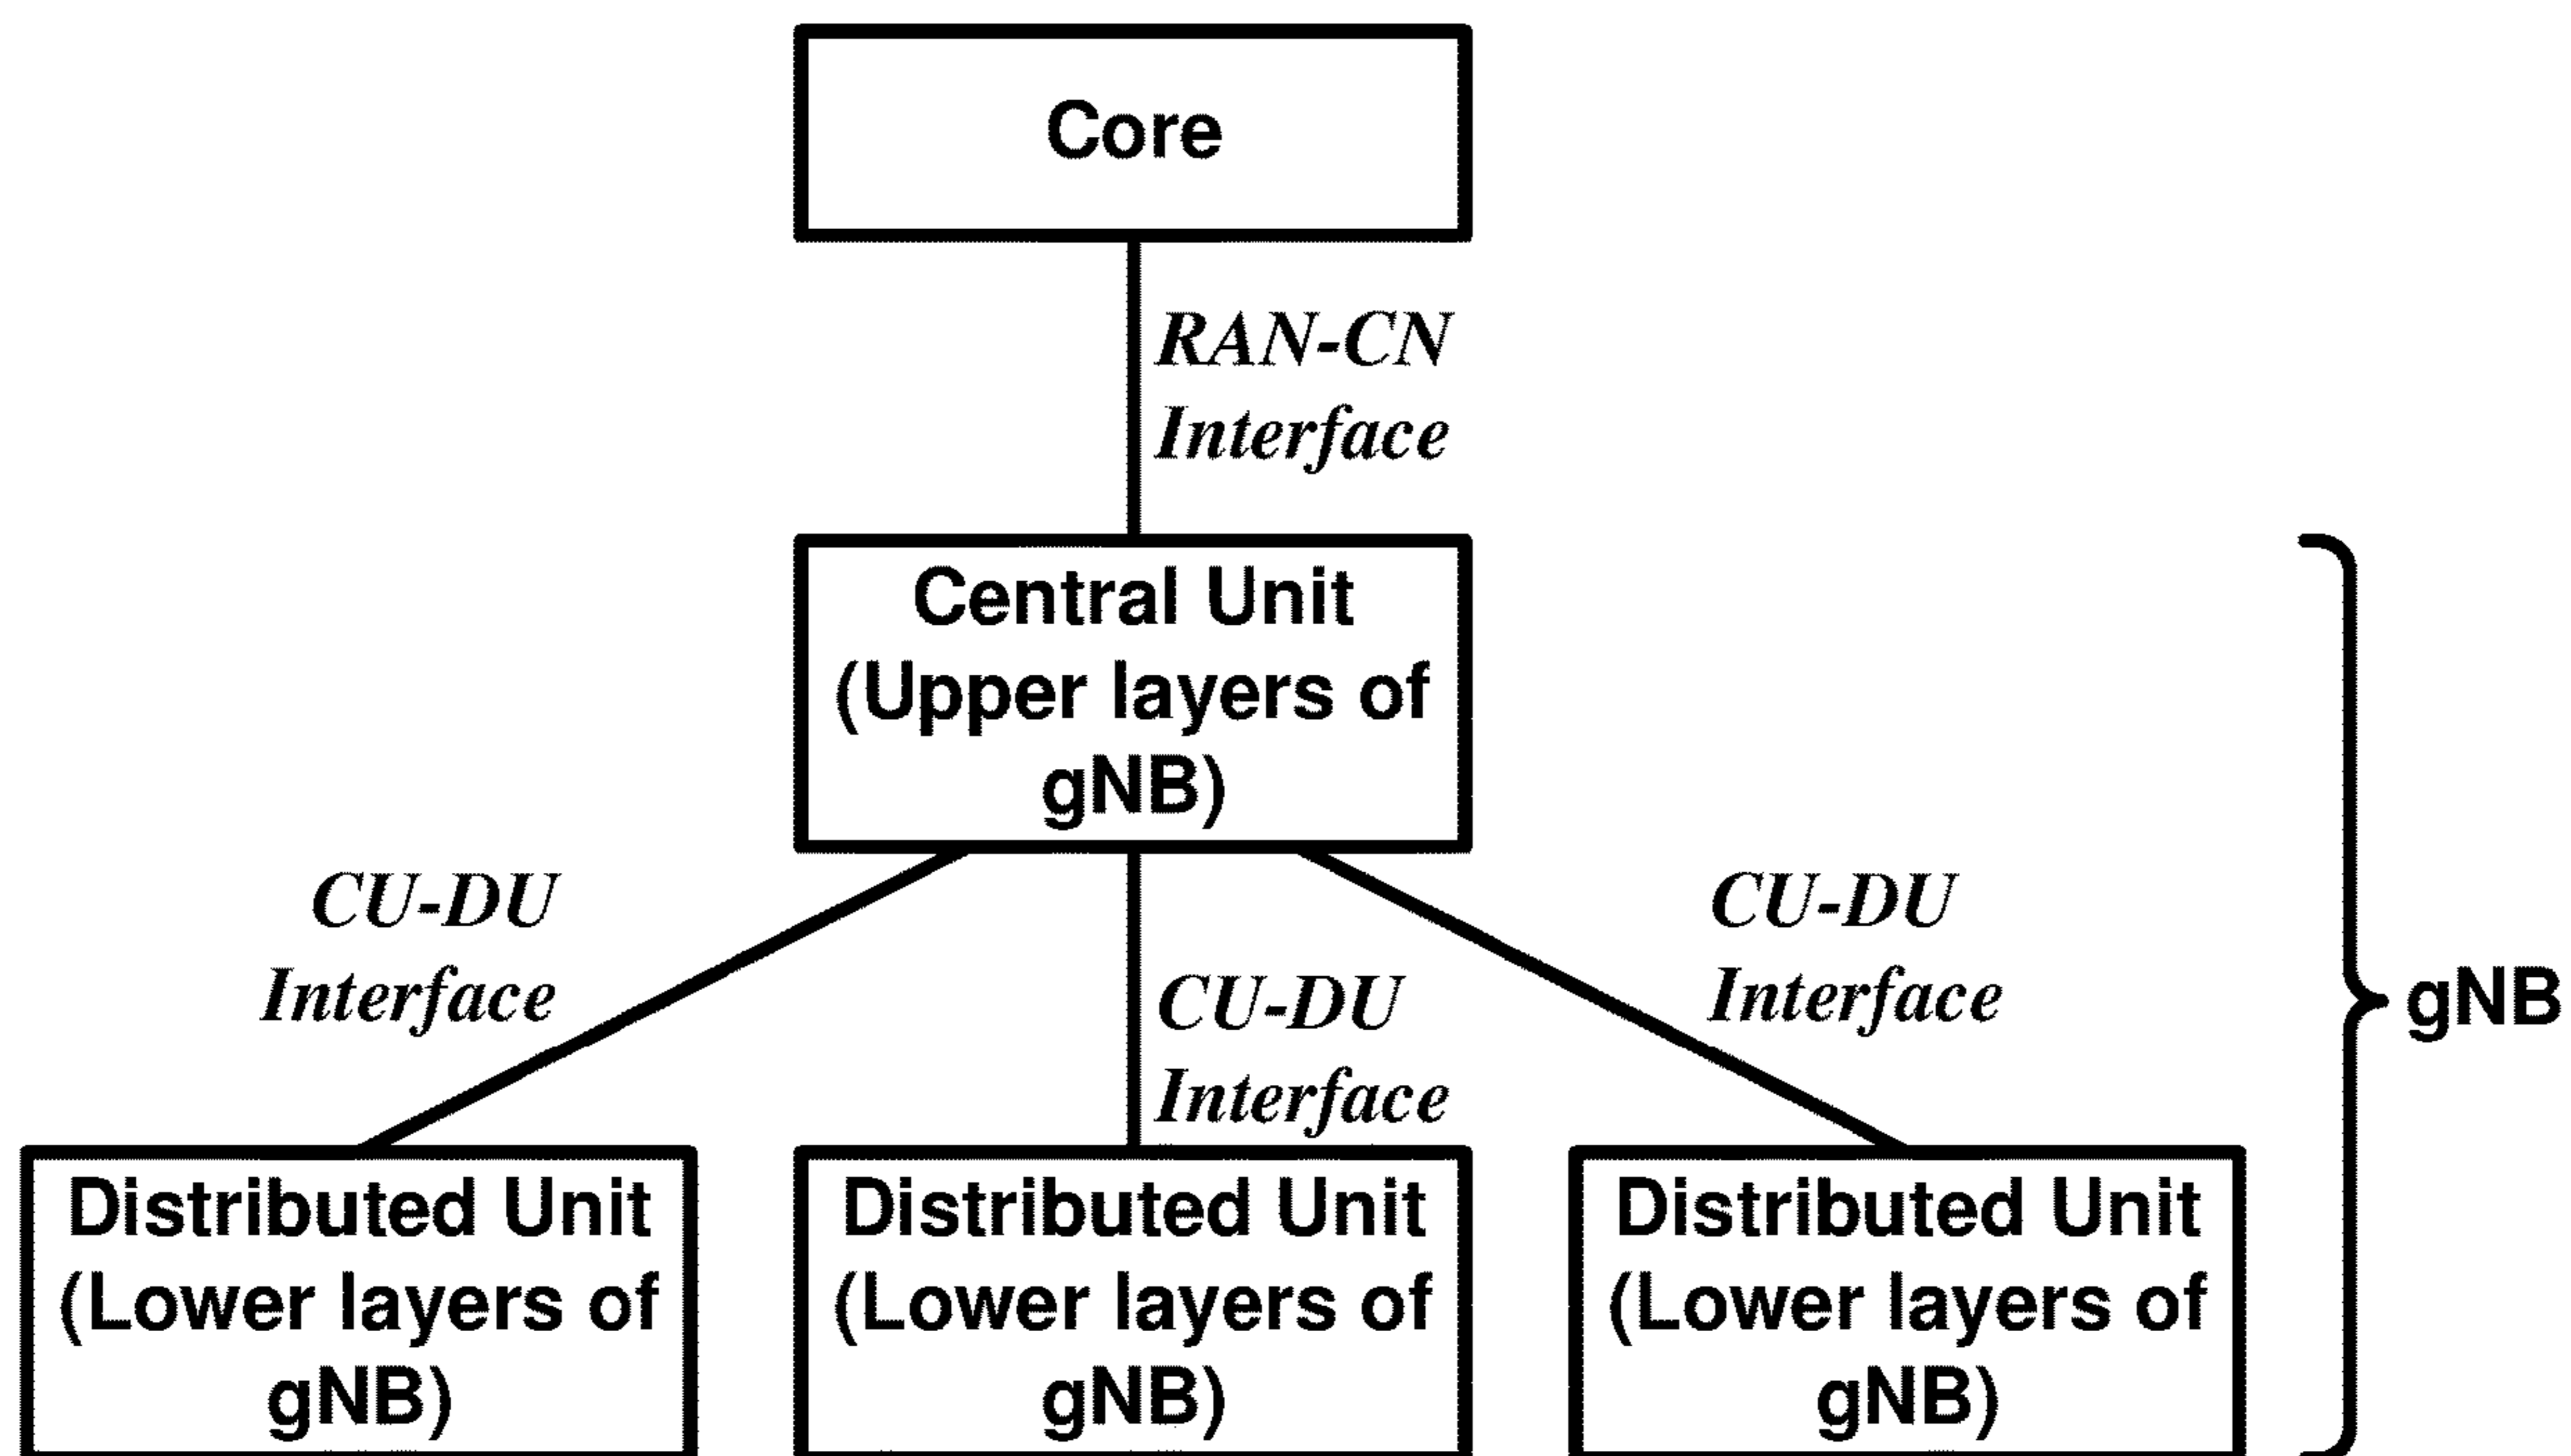 Core
RAN-CN
Interface
Central Unit
(Upper layers of
gNB)
CU-DU
Interface
CU-DU
Interface
CU-DU
Interface
gNB
Distributed Unit
(Lower layers of
gNB)
Distributed Unit
(Lower layers of
gNB)
Distributed Unit
(Lower layers of
gNB)